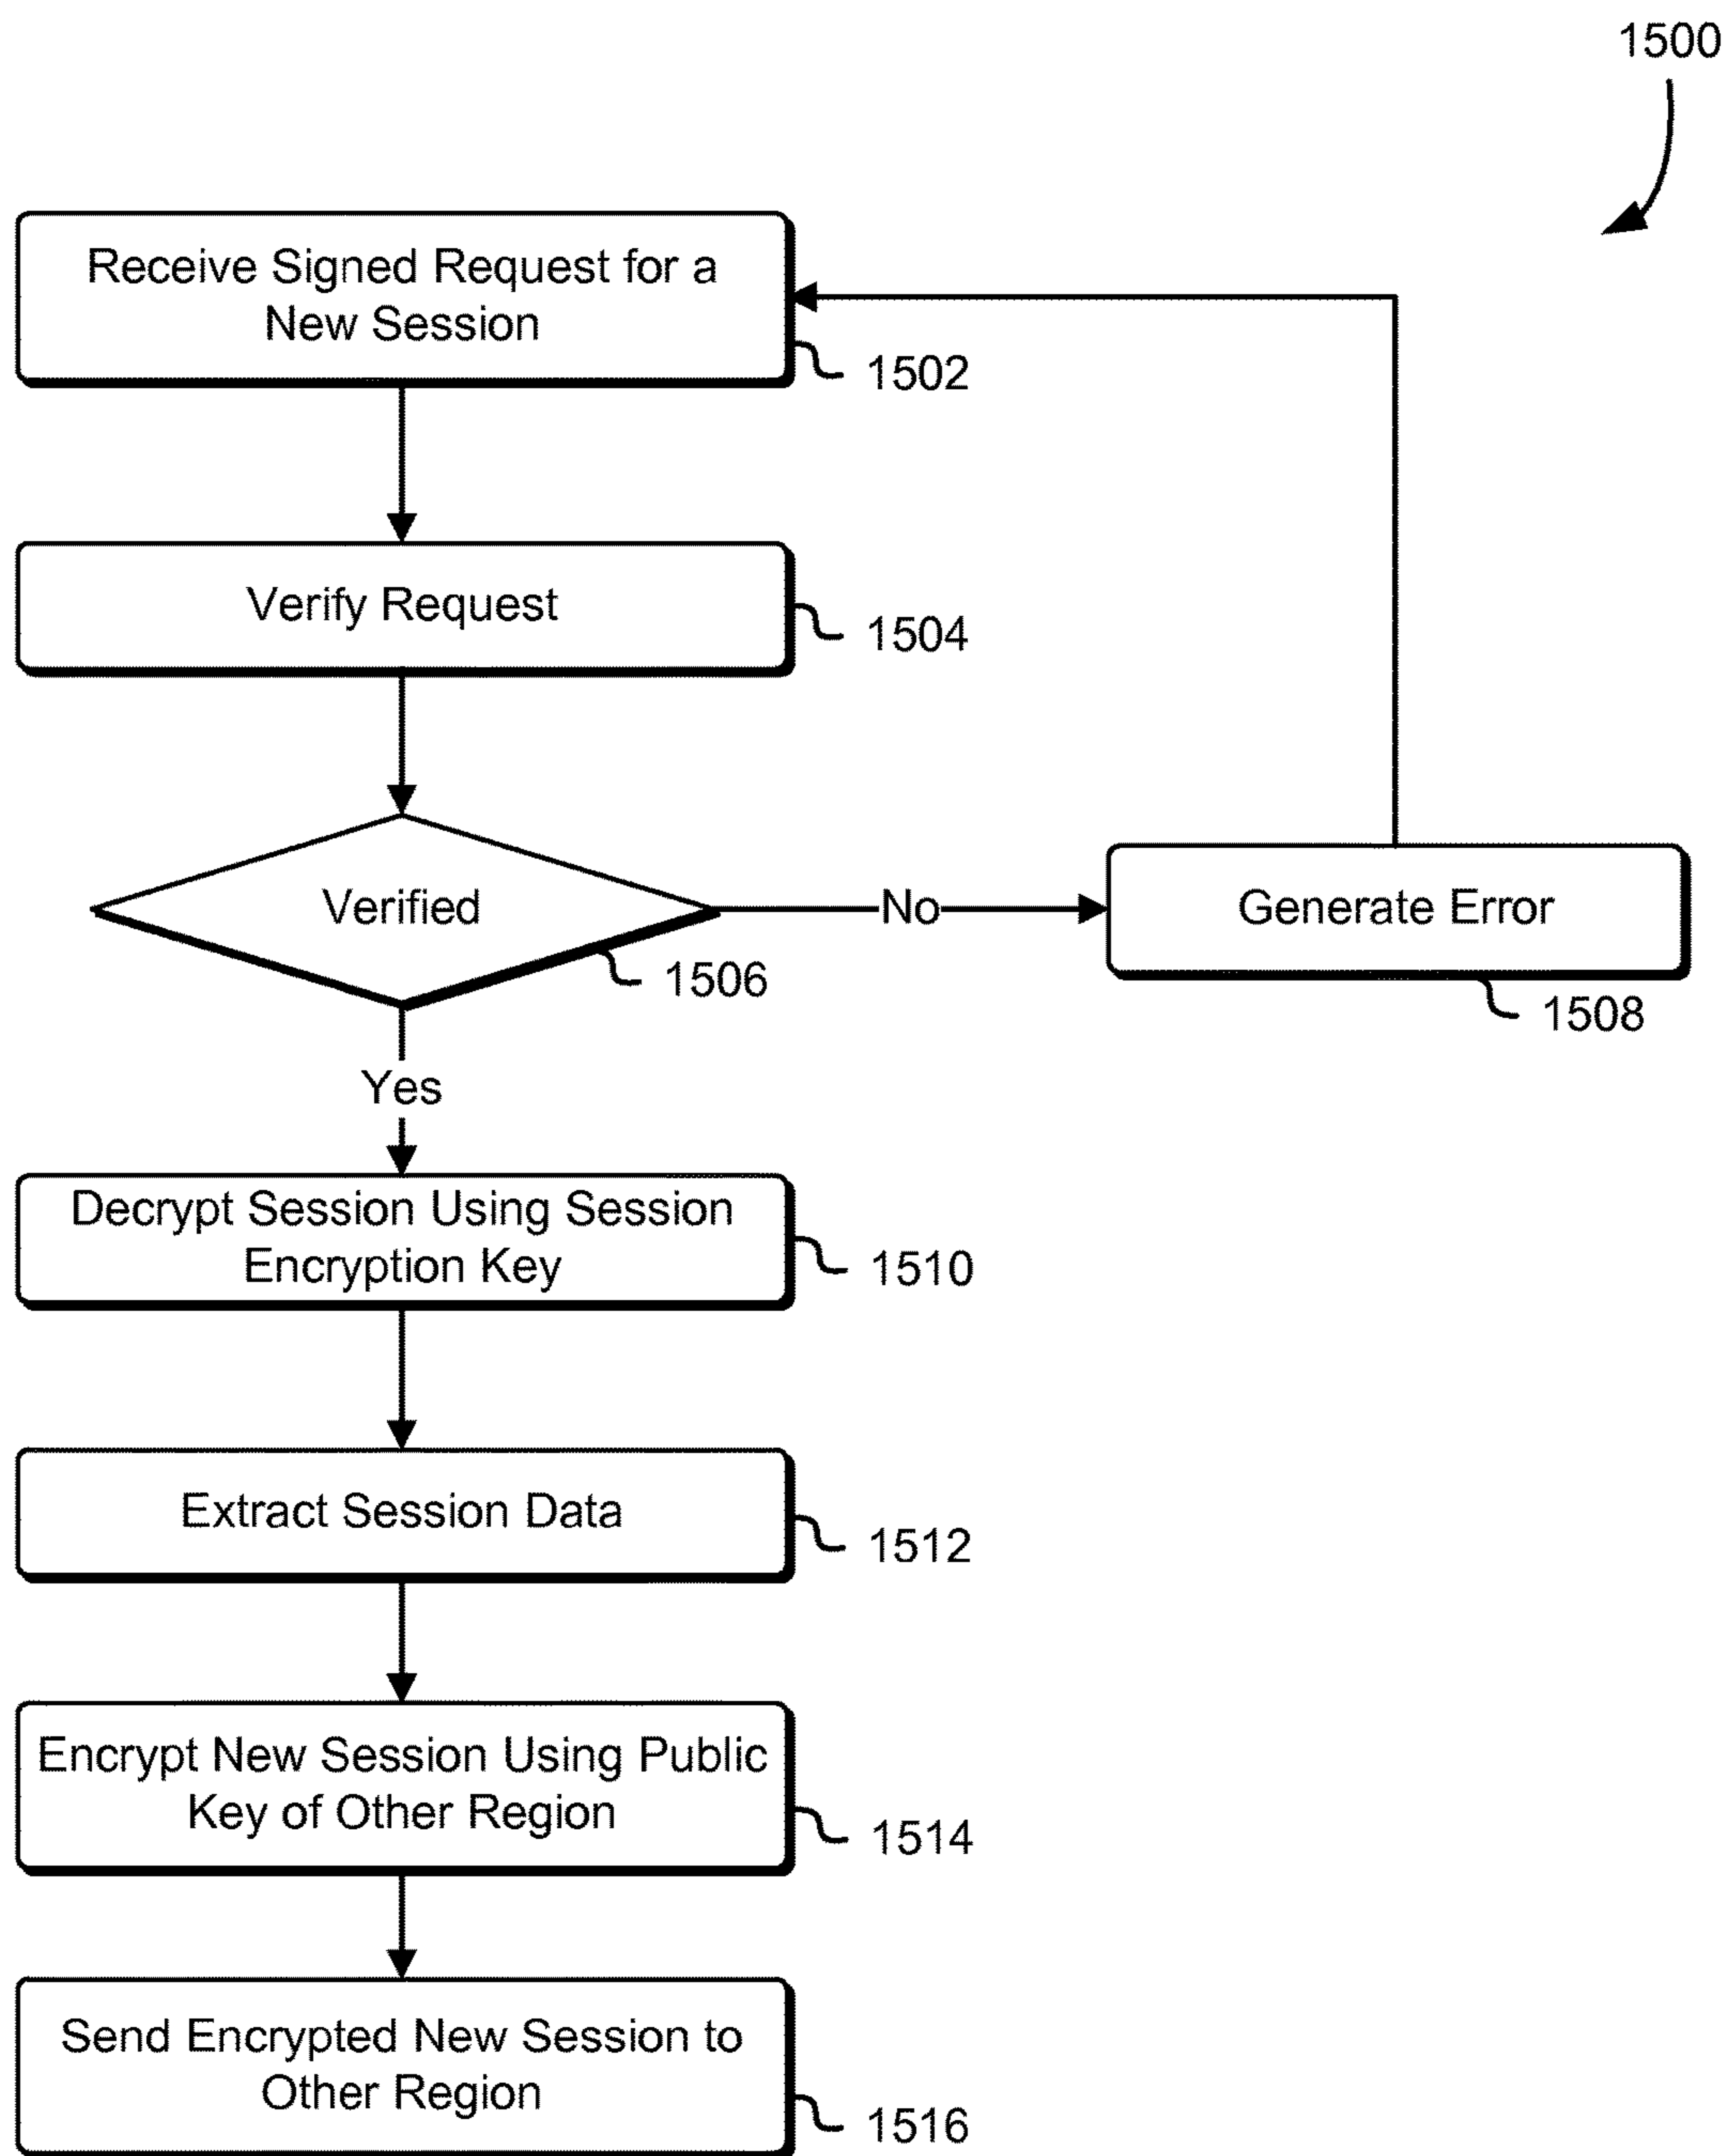 1500
Receive Signed Request for a
New Session
1502
Verify Request
1504
Verified
No
Generate Error
1506
1508
Yes
Decrypt Session Using Session
Encryption Key
1510
Extract Session Data
1512
Encrypt New Session Using Public
Key of Other Region
1514
Send Encrypted New Session to
Other Region
1516